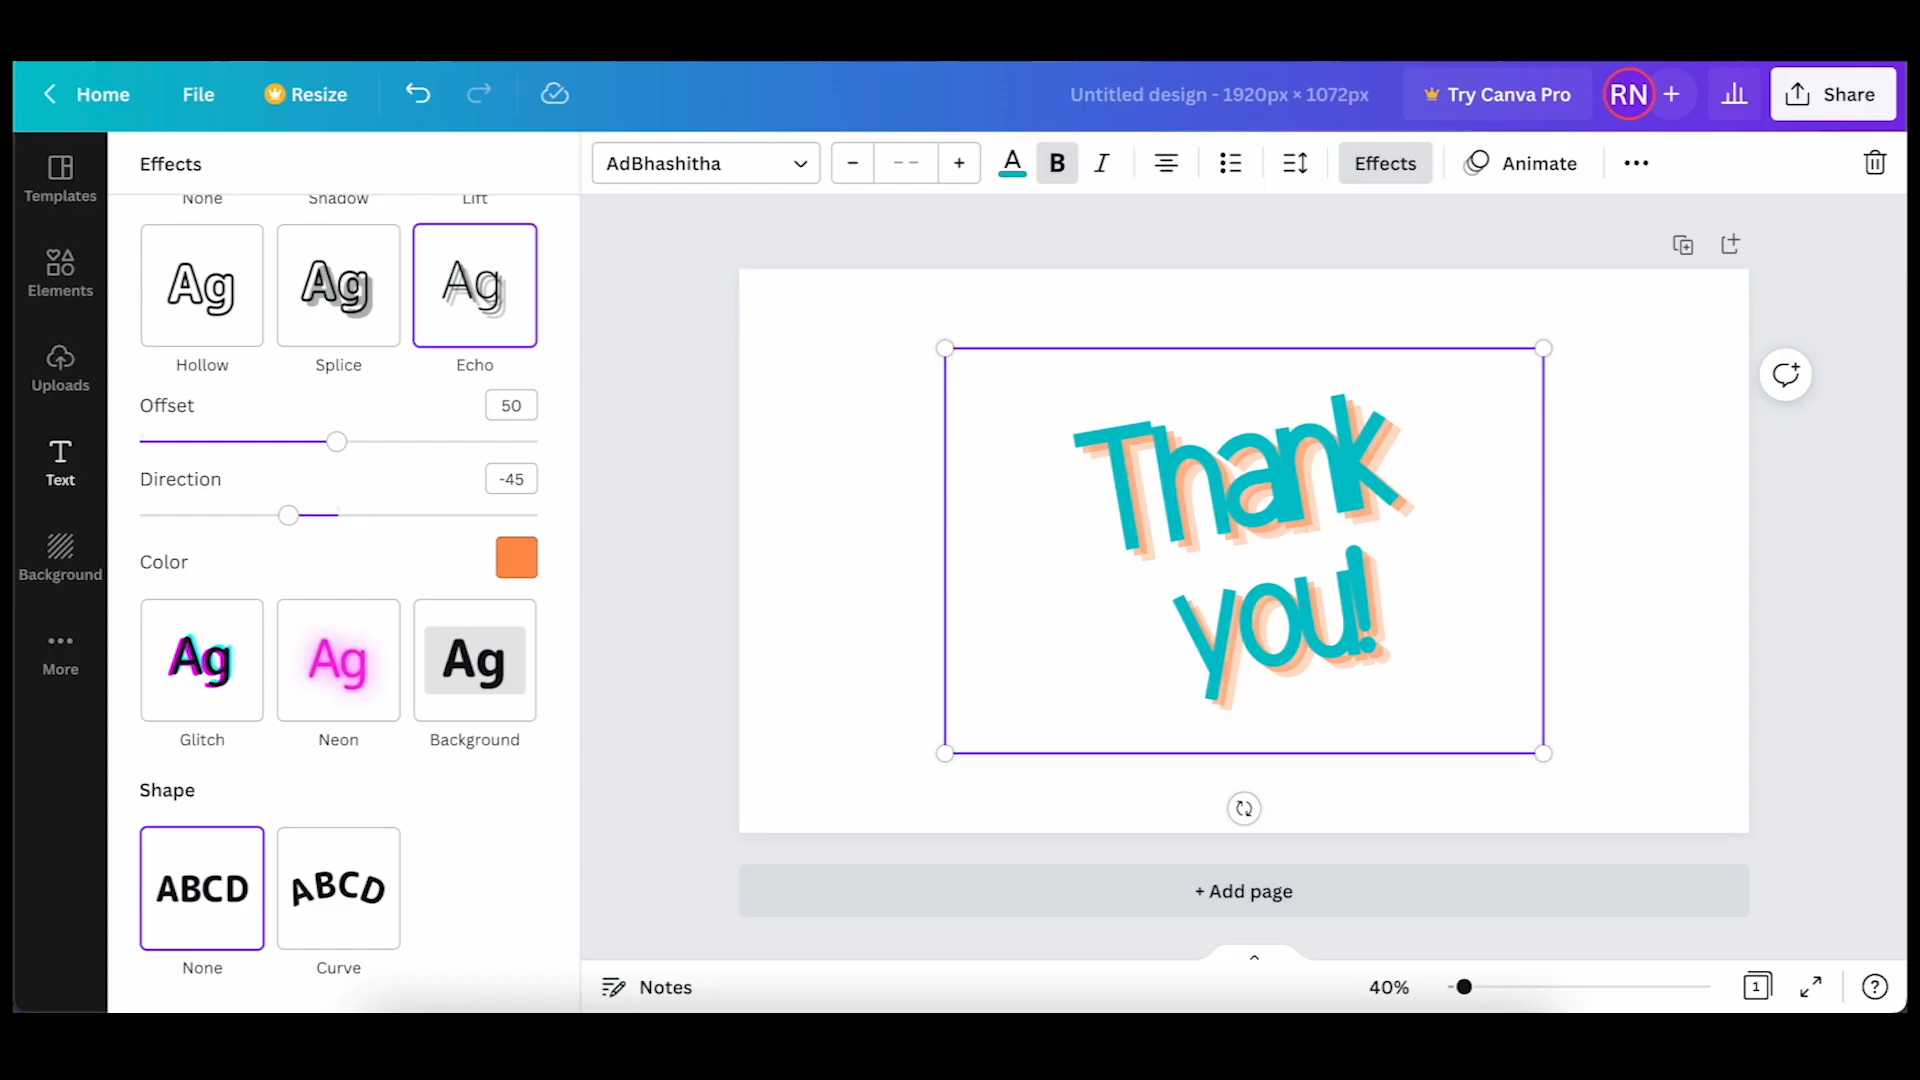 Home File Resize Untitled design - 1920px × 1072px Try Canva Pro RN + Share
Templates
Elements
Uploads
Text
Background
More
Effects
None Shadow Lift
Ag Ag Ag
Hollow Splice Echo
Offset 50
Direction -45
Color
Ag Ag Ag
Glitch Neon Background
Shape
ABCD ABCD
None Curve
AdBhashitha − -- + A B I Effects Animate
Thank
you!
+ Add page
Notes 40% 1 ?